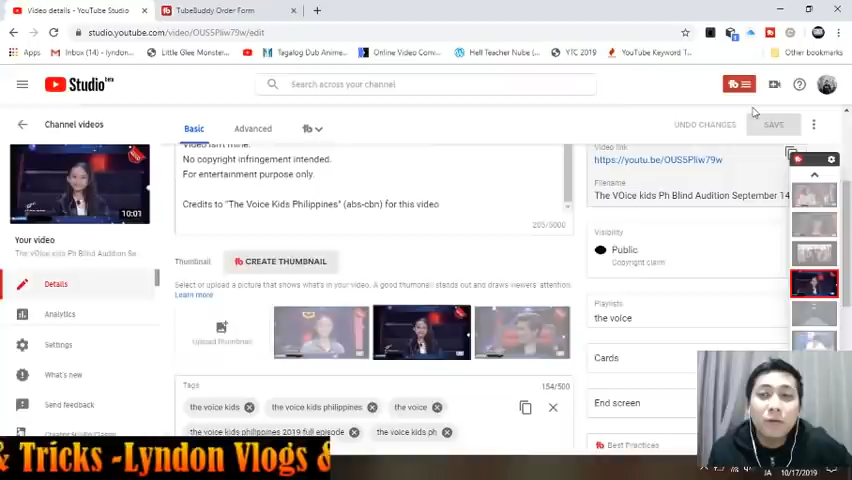 Video details - YouTube Studio
TubeBuddy Order Form
studio.youtube.com/video/OUS5Pliw79w/edit
Apps
Inbox (14) - lyndon...
Little Glee Monster...
Tagalog Dub Anime...
Online Video Conv...
Hell Teacher Nube (...
YTC 2019
YouTube Keyword T...
Other bookmarks
Studio
Search across your channel
Channel videos
Basic
Advanced
UNDO CHANGES
SAVE
10:01
Your video
The vOice kids Ph Blind Audition Se
Details
Analytics
Settings
What's new
Send feedback
Video isn't mine.
No copyright infringement intended.
For entertainment purpose only.
Credits to "The Voice Kids Philippines" (abs-cbn) for this video
205/5000
Thumbnail
CREATE THUMBNAIL
Select or upload a picture that shows what's in your video. A good thumbnail stands out and draws viewers' attention.
Learn more
Upload thumbnail
Tags
154/500
the voice kids
the voice kids philippines
the voice
the voice kids philippines 2019 full episode
the voice kids ph
Video link
https://youtu.be/OUS5Pliw79w
Filename
The VOice kids Ph Blind Audition September 14
Visibility
Public
Copyright claim
Playlists
the voice
Cards
End screen
Best Practices
& Tricks -Lyndon Vlogs &
JA
10/17/2019